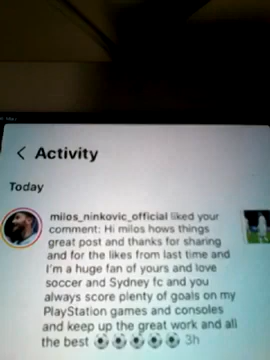 Activity
Today
milos_ninkovic_official liked your
comment: Hi milos hows things
great post and thanks for sharing
and for the likes from last time and
I'm a huge fan of yours and love
soccer and Sydney fc and you
always score plenty of goals on my
PlayStation games and consoles
and keep up the great work and all
the best ⚽⚽⚽⚽⚽ 3h